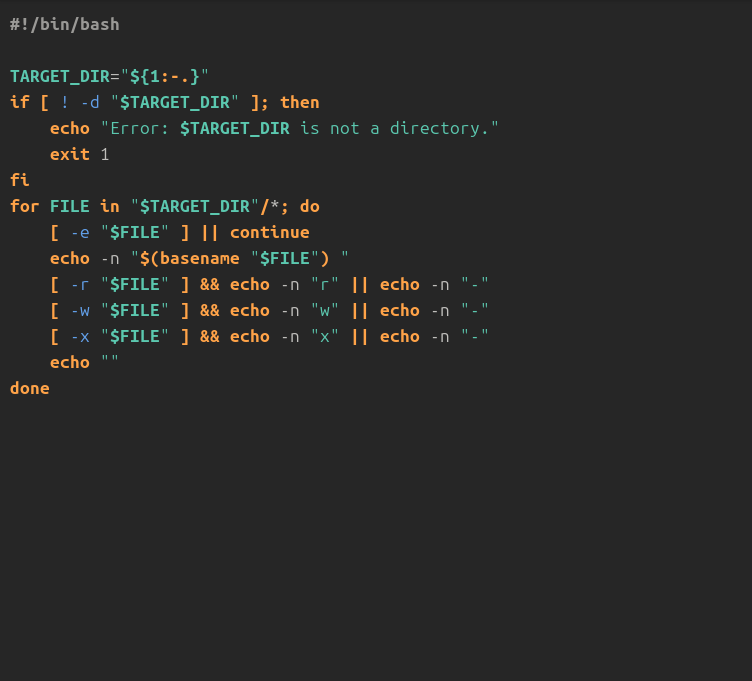 #!/bin/bash

TARGET_DIR="${1:-.}"
if [ ! -d "$TARGET_DIR" ]; then
    echo "Error: $TARGET_DIR is not a directory."
    exit 1
fi
for FILE in "$TARGET_DIR"/*; do
    [ -e "$FILE" ] || continue
    echo -n "$(basename "$FILE") "
    [ -r "$FILE" ] && echo -n "r" || echo -n "-"
    [ -w "$FILE" ] && echo -n "w" || echo -n "-"
    [ -x "$FILE" ] && echo -n "x" || echo -n "-"
    echo ""
done